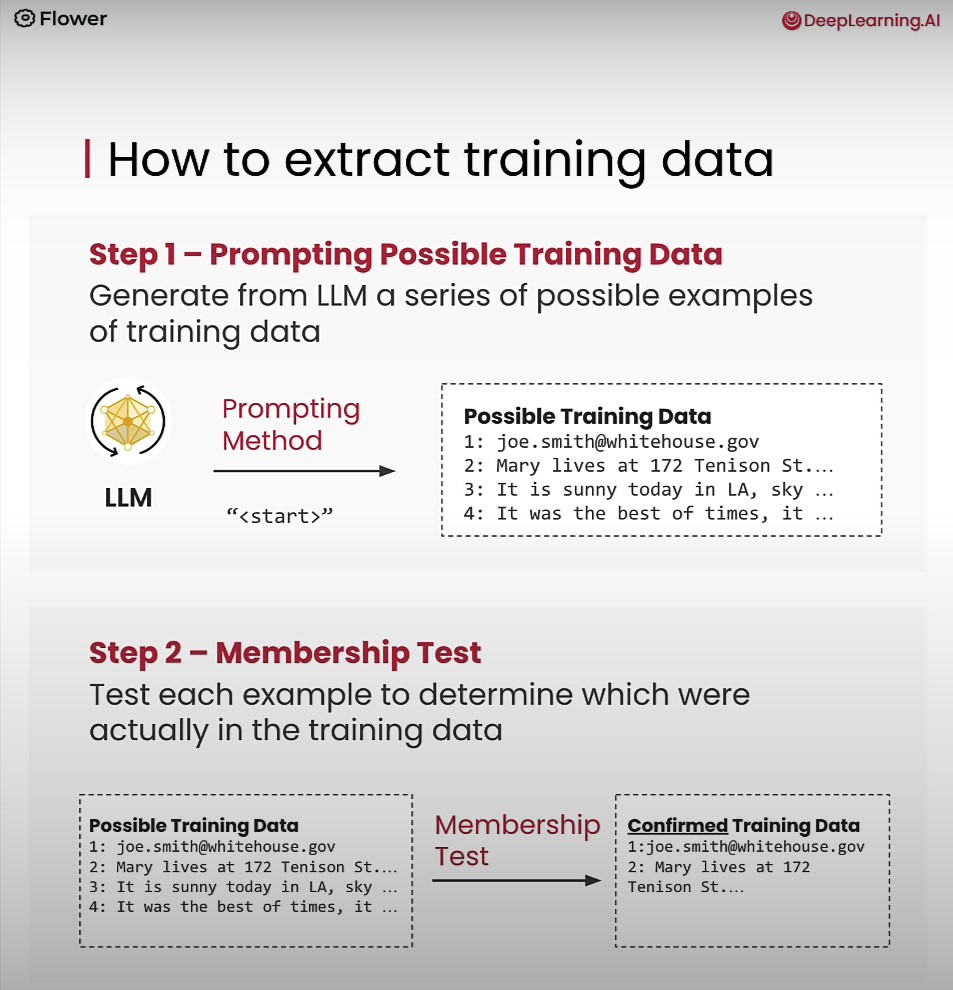 Flower
DeepLearning.AI
How to extract training data
Step 1 – Prompting Possible Training Data
Generate from LLM a series of possible examples
of training data
LLM
Prompting
Method
“<start>”
Possible Training Data
1: joe.smith@whitehouse.gov
2: Mary lives at 172 Tenison St....
3: It is sunny today in LA, sky ...
4: It was the best of times, it ...
Step 2 – Membership Test
Test each example to determine which were
actually in the training data
Possible Training Data
1: joe.smith@whitehouse.gov
2: Mary lives at 172 Tenison St....
3: It is sunny today in LA, sky ...
4: It was the best of times, it ...
Membership
Test
Confirmed Training Data
1:joe.smith@whitehouse.gov
2: Mary lives at 172
Tenison St....